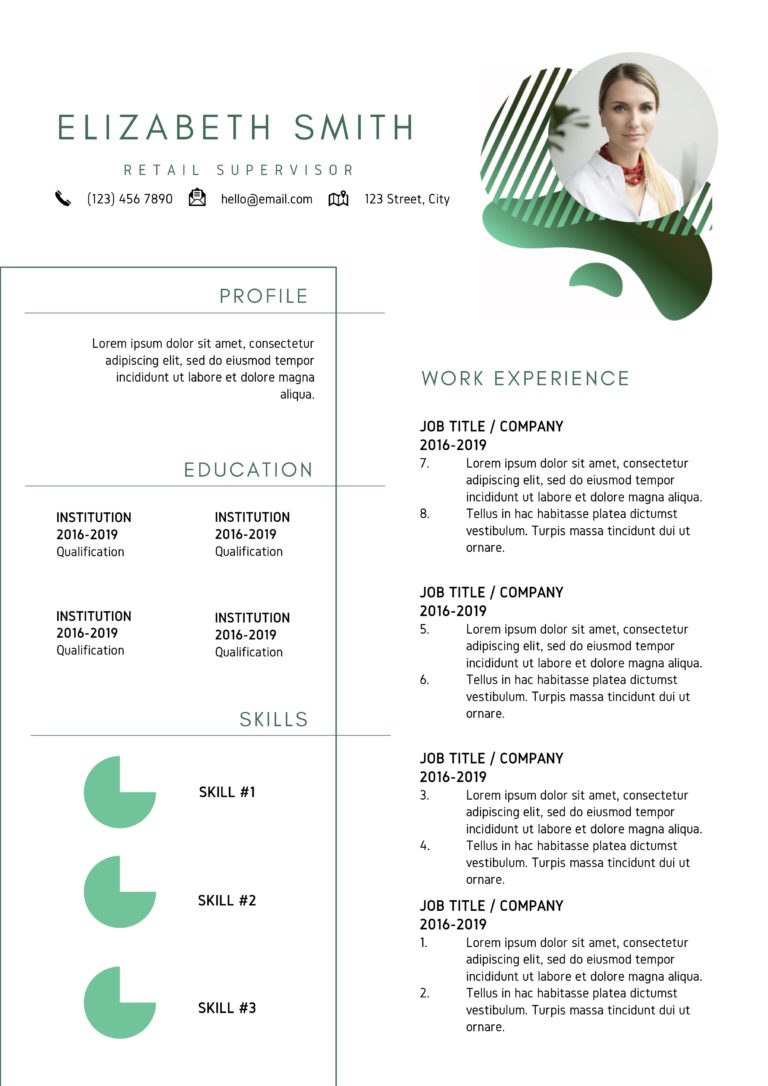 ELIZABETH SMITH
RETAIL SUPERVISOR
(123) 456 7890 hello@email.com 123 Street, City
PROFILE
Lorem ipsum dolor sit amet, consectetur
adipiscing elit, sed do eiusmod tempor
incididunt ut labore et dolore magna
aliqua.
EDUCATION
INSTITUTION
2016-2019
Qualification
INSTITUTION
2016-2019
Qualification
INSTITUTION
2016-2019
Qualification
INSTITUTION
2016-2019
Qualification
SKILLS
SKILL #1
SKILL #2
SKILL #3
WORK EXPERIENCE
JOB TITLE / COMPANY
2016-2019
7. Lorem ipsum dolor sit amet, consectetur
adipiscing elit, sed do eiusmod tempor
incididunt ut labore et dolore magna aliqua.
8. Tellus in hac habitasse platea dictumst
vestibulum. Turpis massa tincidunt dui ut
ornare.
JOB TITLE / COMPANY
2016-2019
5. Lorem ipsum dolor sit amet, consectetur
adipiscing elit, sed do eiusmod tempor
incididunt ut labore et dolore magna aliqua.
6. Tellus in hac habitasse platea dictumst
vestibulum. Turpis massa tincidunt dui ut
ornare.
JOB TITLE / COMPANY
2016-2019
3. Lorem ipsum dolor sit amet, consectetur
adipiscing elit, sed do eiusmod tempor
incididunt ut labore et dolore magna aliqua.
4. Tellus in hac habitasse platea dictumst
vestibulum. Turpis massa tincidunt dui ut
ornare.
JOB TITLE / COMPANY
2016-2019
1. Lorem ipsum dolor sit amet, consectetur
adipiscing elit, sed do eiusmod tempor
incididunt ut labore et dolore magna aliqua.
2. Tellus in hac habitasse platea dictumst
vestibulum. Turpis massa tincidunt dui ut
ornare.